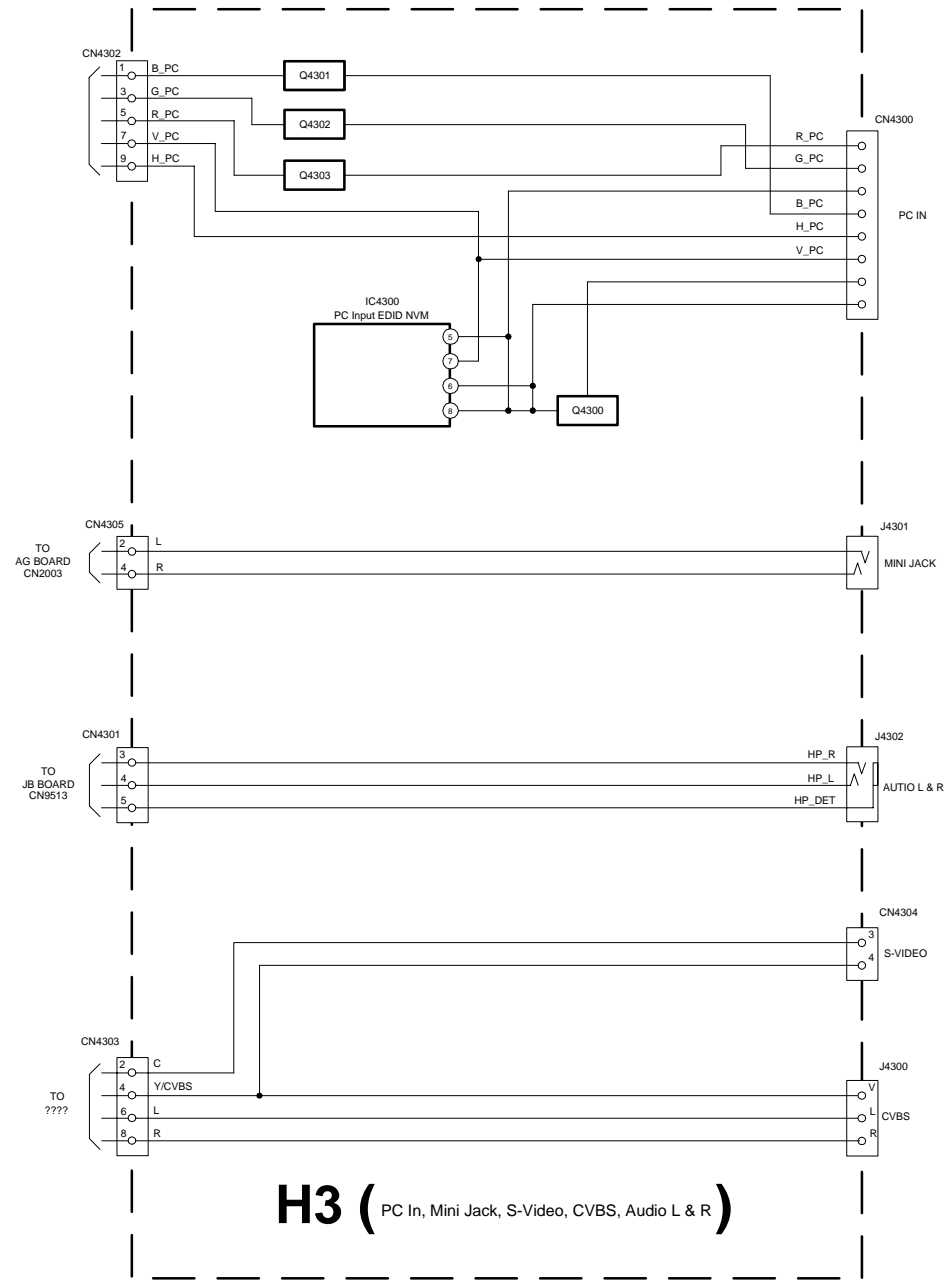 CN4302
1 B_PC
3 G_PC
5 R_PC
7 V_PC
9 H_PC
Q4301
Q4302
Q4303
CN4300
R_PC
G_PC
B_PC
H_PC
V_PC
PC IN
IC4300
PC Input EDID NVM
5
7
6
8
Q4300
CN4305
TO
AG BOARD
CN2003
2 L
4 R
J4301
MINI JACK
CN4301
TO
JB BOARD
CN9513
3
4
5
HP_R
HP_L
HP_DET
J4302
AUTIO L & R
CN4304
3
4
S-VIDEO
CN4303
TO
????
2 C
4 Y/CVBS
6 L
8 R
J4300
V
L
R
CVBS
H3 ( PC In, Mini Jack, S-Video, CVBS, Audio L & R )